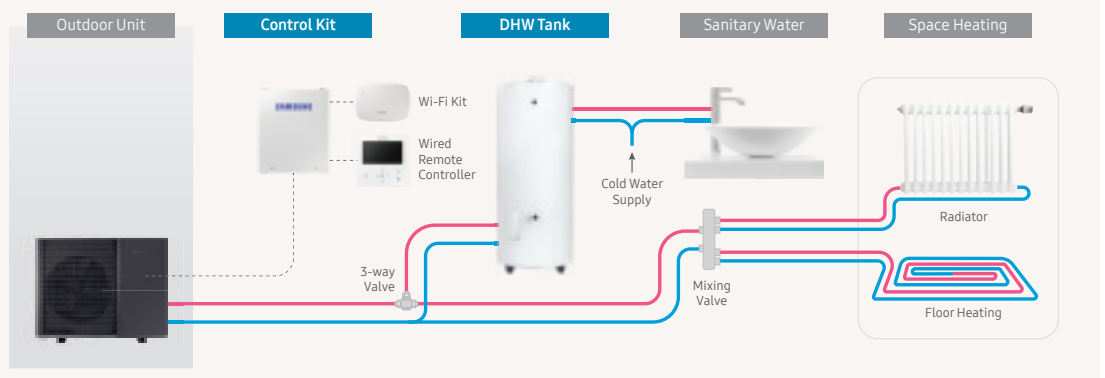 Outdoor Unit
Control Kit
DHW Tank
Sanitary Water
Space Heating
SAMSUNG
Wi-Fi Kit
Wired
Remote
Controller
Cold Water
Supply
Radiator
3-way
Valve
Mixing
Valve
Floor Heating